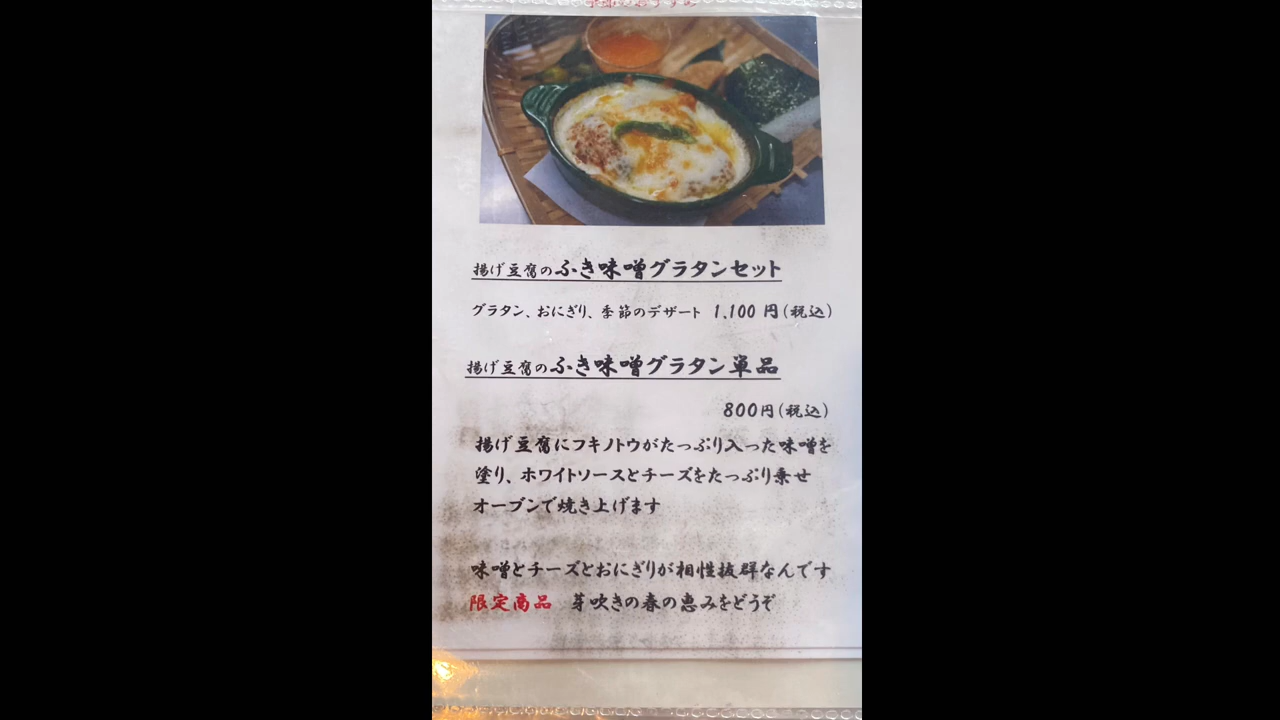 揚げ豆腐のふき味噌グラタンセット
グラタン、おにぎり、季節のデザート 1,100 円(税込)
揚げ豆腐のふき味噌グラタン単品
800円(税込)
揚げ豆腐にフキノトウがたっぷり入った味噌を
塗り、ホワイトソースとチーズをたっぷり乗せ
オーブンで焼き上げます
味噌とチーズとおにぎりが相性抜群なんです
限定商品 芽吹きの春の恵みをどうぞ